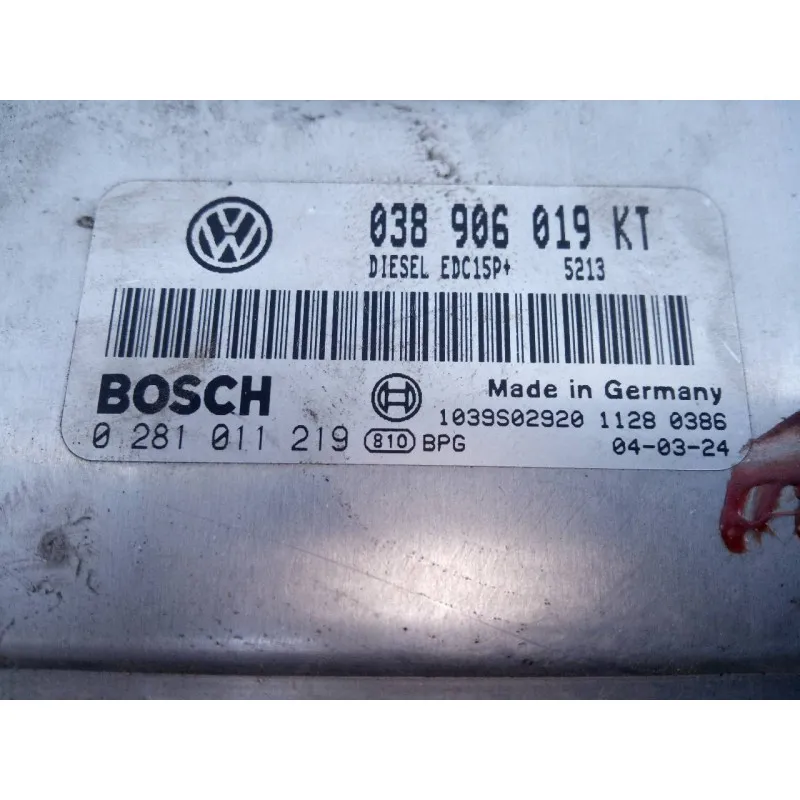 038 906 019 KT
DIESEL EDC15P+ 5213
BOSCH
Made in Germany
1039S02920 1128 0386
0 281 011 219 810 BPG 04-03-24